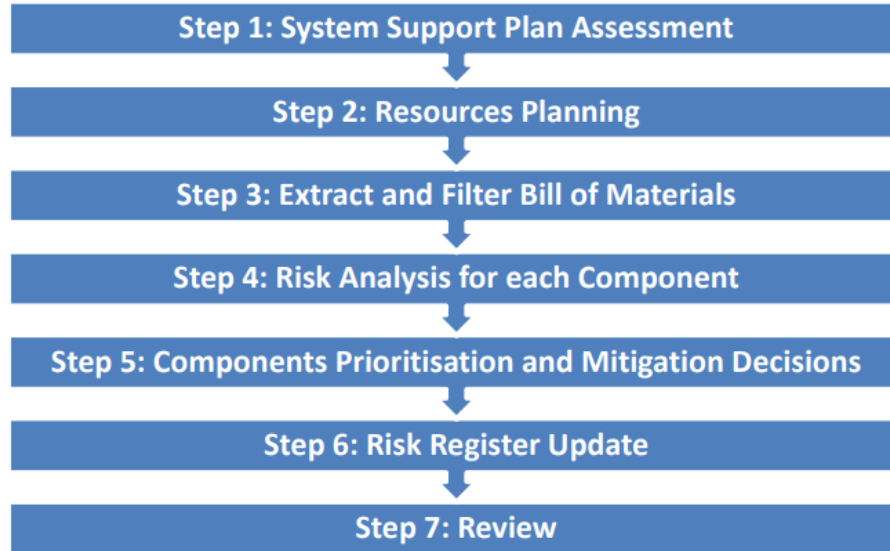 Step 1: System Support Plan Assessment
Step 2: Resources Planning
Step 3: Extract and Filter Bill of Materials
Step 4: Risk Analysis for each Component
Step 5: Components Prioritisation and Mitigation Decisions
Step 6: Risk Register Update
Step 7: Review